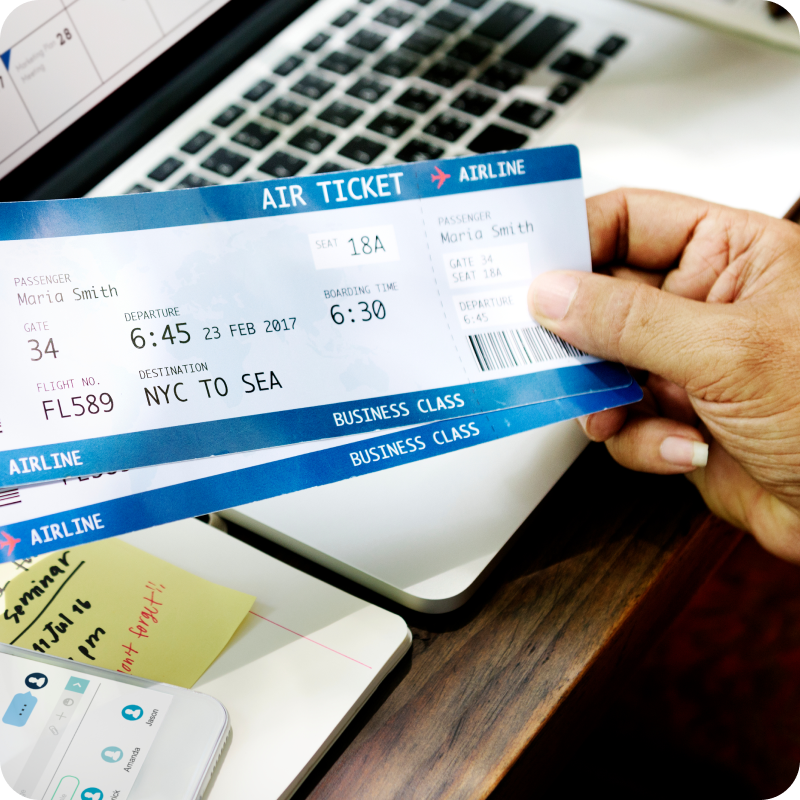 28
AIR TICKET
AIRLINE
PASSENGER
Maria Smith
SEAT 18A
GATE
34
DEPARTURE
6:45 23 FEB 2017
BOARDING TIME
6:30
FLIGHT NO.
FL589
DESTINATION
NYC TO SEA
PASSENGER
Maria Smith
GATE 34
SEAT 18A
DEPARTURE
6:45
AIRLINE
BUSINESS CLASS
BUSINESS CLASS
AIRLINE
Seminar
11 Jul 16
pm
Jason
Amanda